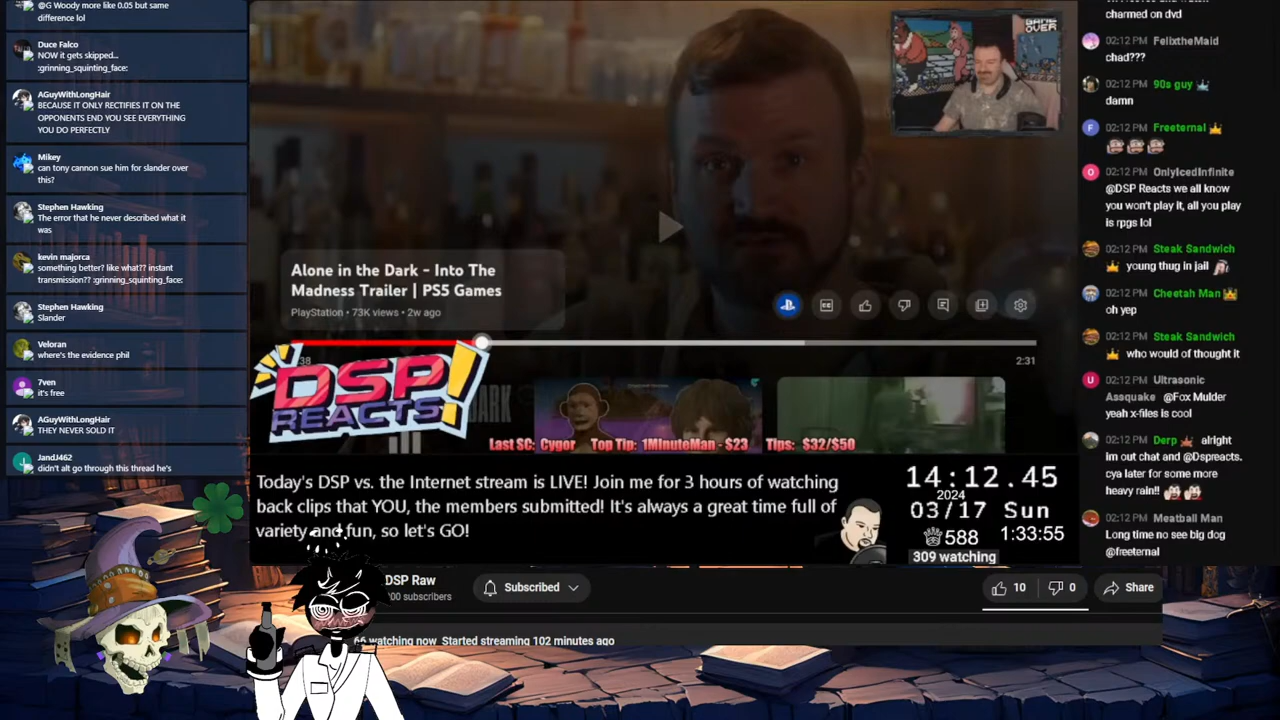 @G Woody more like 0.05 but same
difference lol
Duce Falco
NOW it gets skipped...
:grinning_squinting_face:
AGuyWithLongHair
BECAUSE IT ONLY RECTIFIES IT ON THE
OPPONENTS END YOU SEE EVERYTHING
YOU DO PERFECTLY
Mikey
can tony cannon sue him for slander over
this?
Stephen Hawking
The error that he never described what it
was
kevin majorca
something better? like what?? instant
transmission?? :grinning_squinting_face:
Stephen Hawking
Slander
Veloran
where's the evidence phil
7ven
it's free
AGuyWithLongHair
THEY NEVER SOLD IT
JandJ462
didn't alt go through this thread he's
GAME
OVER
Alone in the Dark - Into The
Madness Trailer | PS5 Games
PlayStation • 73K views • 2w ago
38
2:31
DSP
REACTS!
ARK
Last SC: Cygor Top Tip: 1MinuteMan - $23 Tips: $32/$50
Today's DSP vs. the Internet stream is LIVE! Join me for 3 hours of watching
back clips that YOU, the members submitted! It's always a great time full of
variety and fun, so let's GO!
14:12.45
2024
03/17 Sun
588 1:33:55
309 watching
DSP Raw
00 subscribers
Subscribed
10
0
Share
66 watching now Started streaming 102 minutes ago
charmed on dvd
02:12 PM FelixtheMaid
chad???
02:12 PM 90s guy
damn
02:12 PM Freeternal
02:12 PM OnlyIcedInfinite
@DSP Reacts we all know
you won't play it, all you play
is rpgs lol
02:12 PM Steak Sandwich
young thug in jail
02:12 PM Cheetah Man
oh yep
02:12 PM Steak Sandwich
who would of thought it
02:12 PM Ultrasonic
Assquake @Fox Mulder
yeah x-files is cool
02:12 PM Derp alright
im out chat and @Dspreacts.
cya later for some more
heavy rain!!
02:12 PM Meatball Man
Long time no see big dog
@freeternal